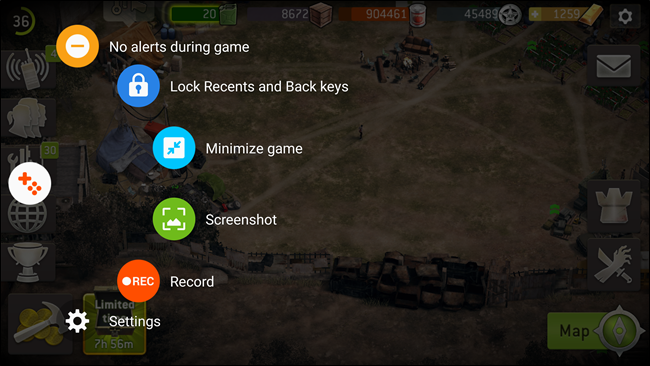 36
20
8672
904461
45489
1259
No alerts during game
Lock Recents and Back keys
Minimize game
30
Screenshot
REC
Record
Limited
Settings
7h 56m
Map